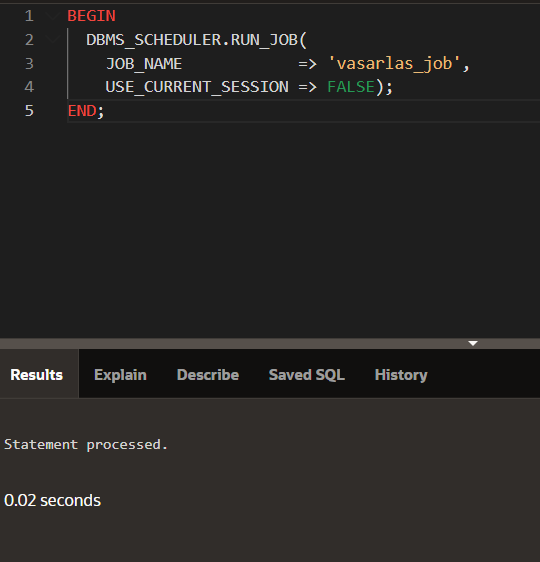 1 BEGIN
2 DBMS_SCHEDULER.RUN_JOB(
3 JOB_NAME => 'vasarlas_job',
4 USE_CURRENT_SESSION => FALSE);
5 END;
Results Explain Describe Saved SQL History
Statement processed.
0.02 seconds